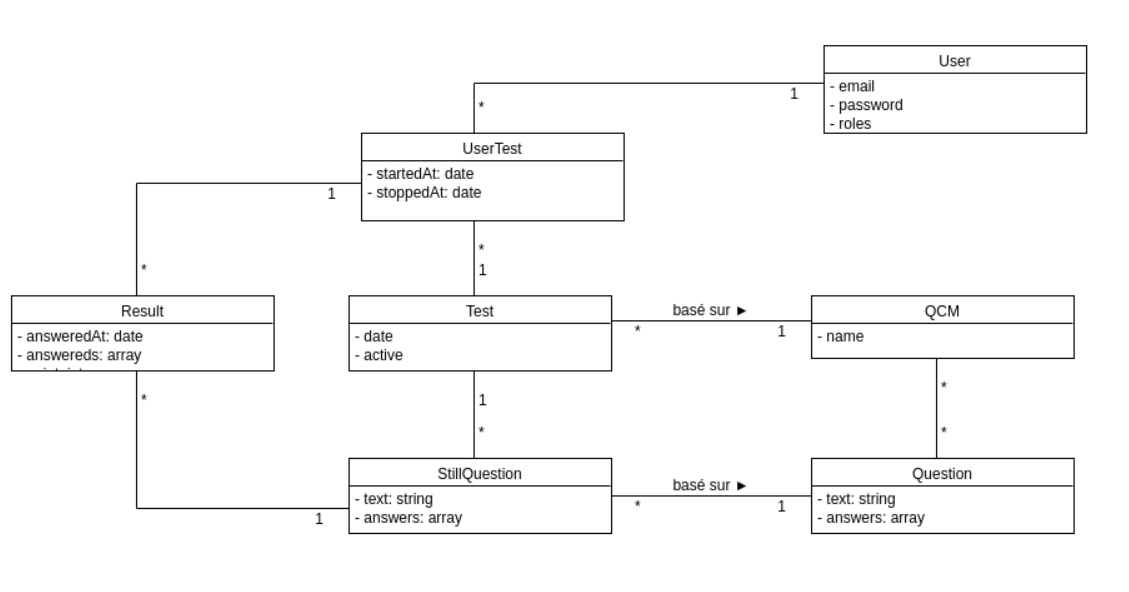 User
- email
- password
- roles
1
*
UserTest
- startedAt: date
- stoppedAt: date
1
*
*
1
Result
- answeredAt: date
- answereds: array
Test
- date
- active
basé sur ►
*
1
QCM
- name
*
1
*
*
*
StillQuestion
- text: string
- answers: array
1
basé sur ►
*
1
Question
- text: string
- answers: array